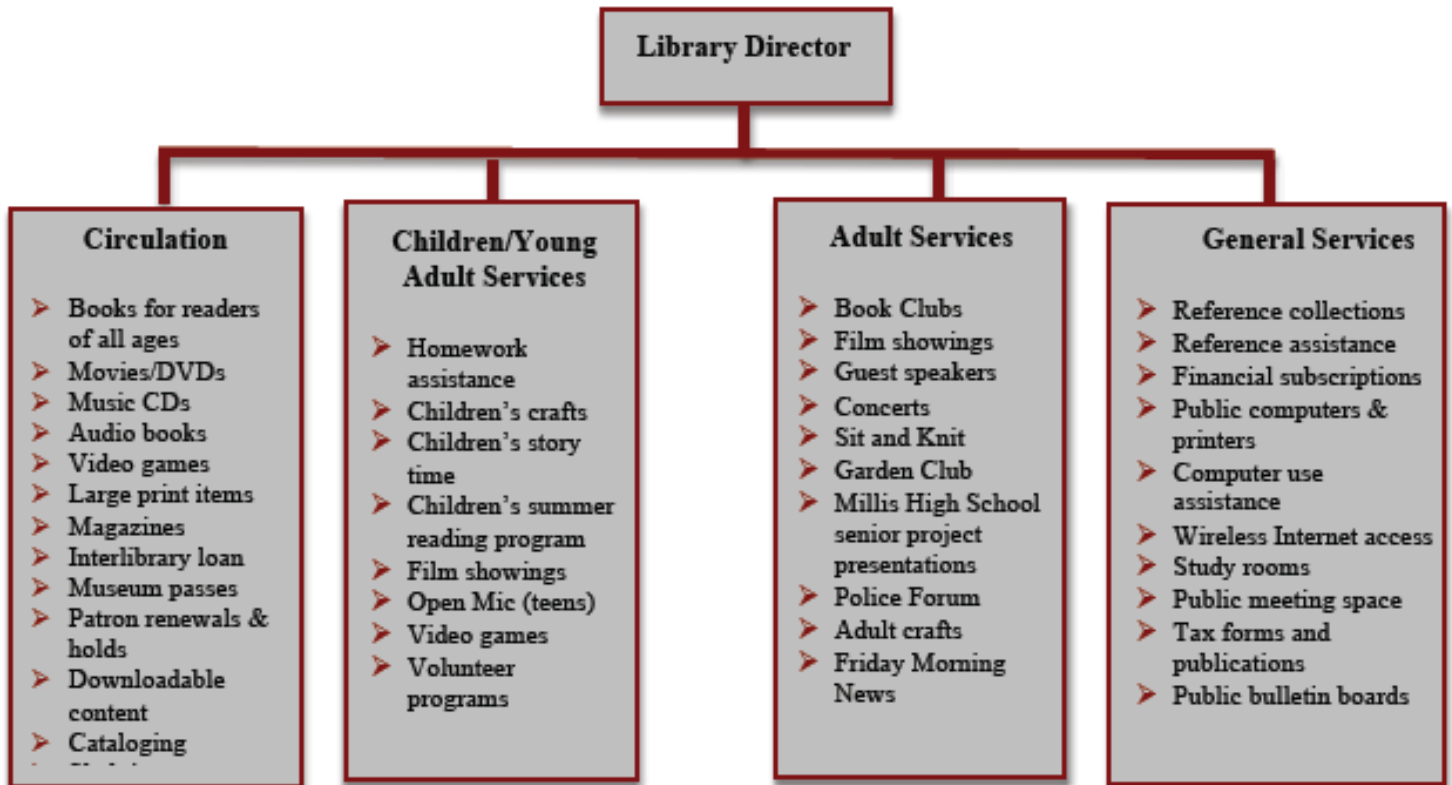 Library Director
Circulation
➢ Books for readers
of all ages
➢ Movies/DVDs
➢ Music CDs
➢ Audio books
➢ Video games
➢ Large print items
➢ Magazines
➢ Interlibrary loan
➢ Museum passes
➢ Patron renewals &
holds
➢ Downloadable
content
➢ Cataloging
Children/Young
Adult Services
➢ Homework
assistance
➢ Children’s crafts
➢ Children’s story
time
➢ Children’s summer
reading program
➢ Film showings
➢ Open Mic (teens)
➢ Video games
➢ Volunteer
programs
Adult Services
➢ Book Clubs
➢ Film showings
➢ Guest speakers
➢ Concerts
➢ Sit and Knit
➢ Garden Club
➢ Millis High School
senior project
presentations
➢ Police Forum
➢ Adult crafts
➢ Friday Morning
News
General Services
➢ Reference collections
➢ Reference assistance
➢ Financial subscriptions
➢ Public computers &
printers
➢ Computer use
assistance
➢ Wireless Internet access
➢ Study rooms
➢ Public meeting space
➢ Tax forms and
publications
➢ Public bulletin boards